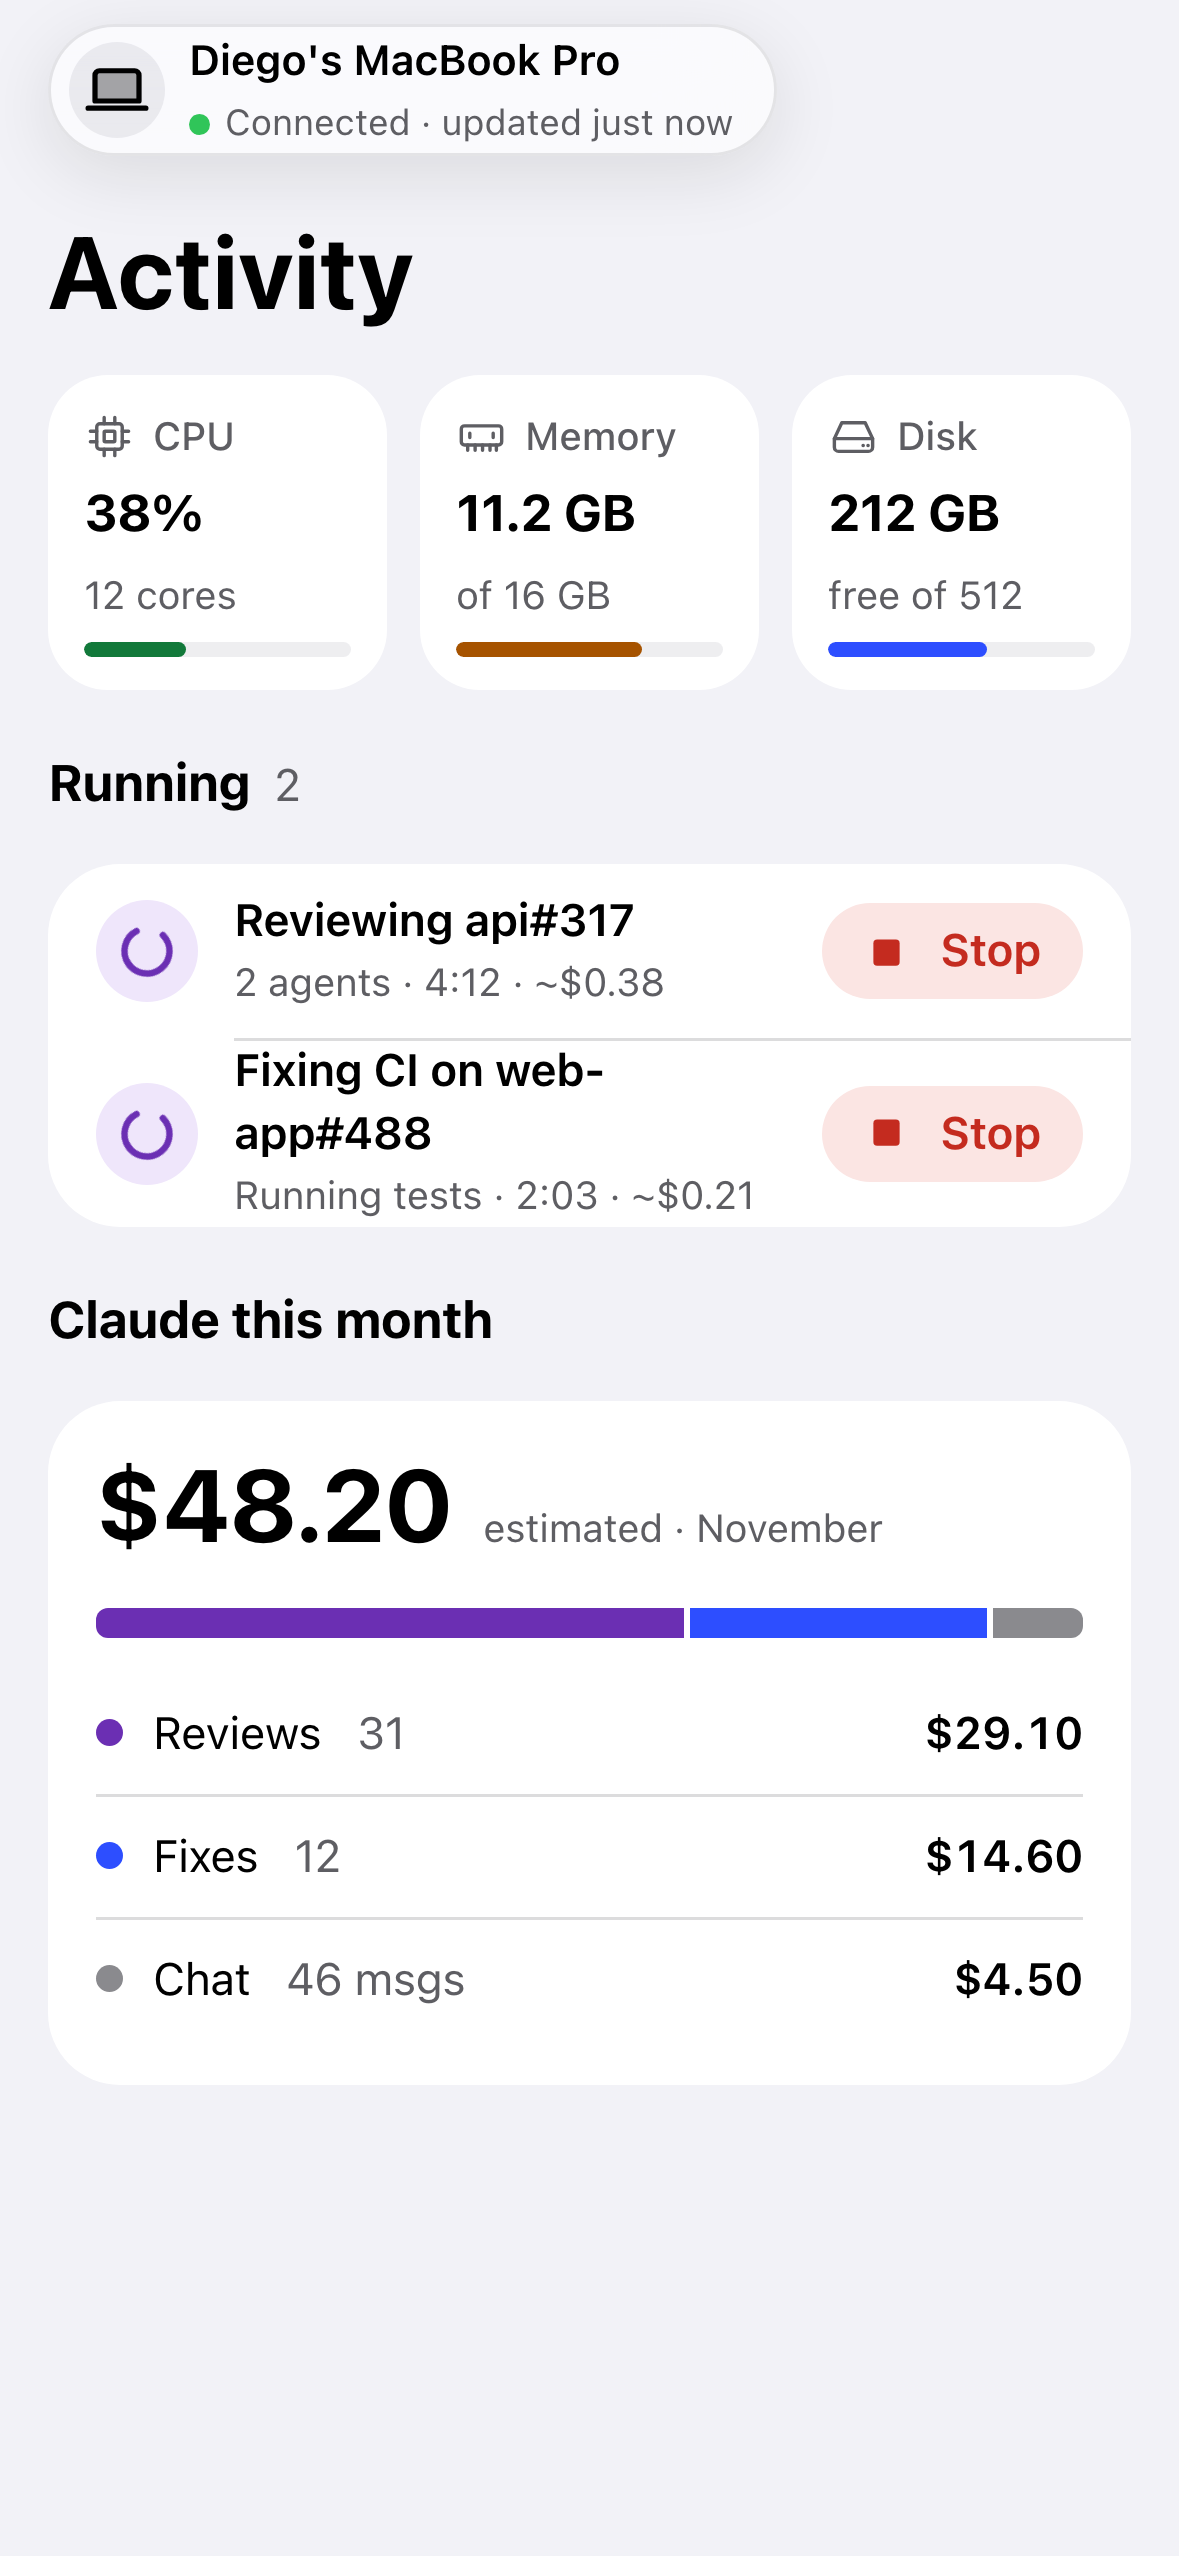 Diego's MacBook Pro
Connected · updated just now
Activity
CPU
38%
12 cores
Memory
11.2 GB
of 16 GB
Disk
212 GB
free of 512
Running 2
Reviewing api#317
2 agents · 4:12 · ~$0.38
Stop
Fixing CI on web-
app#488
Running tests · 2:03 · ~$0.21
Stop
Claude this month
$48.20 estimated · November
Reviews 31 $29.10
Fixes 12 $14.60
Chat 46 msgs $4.50